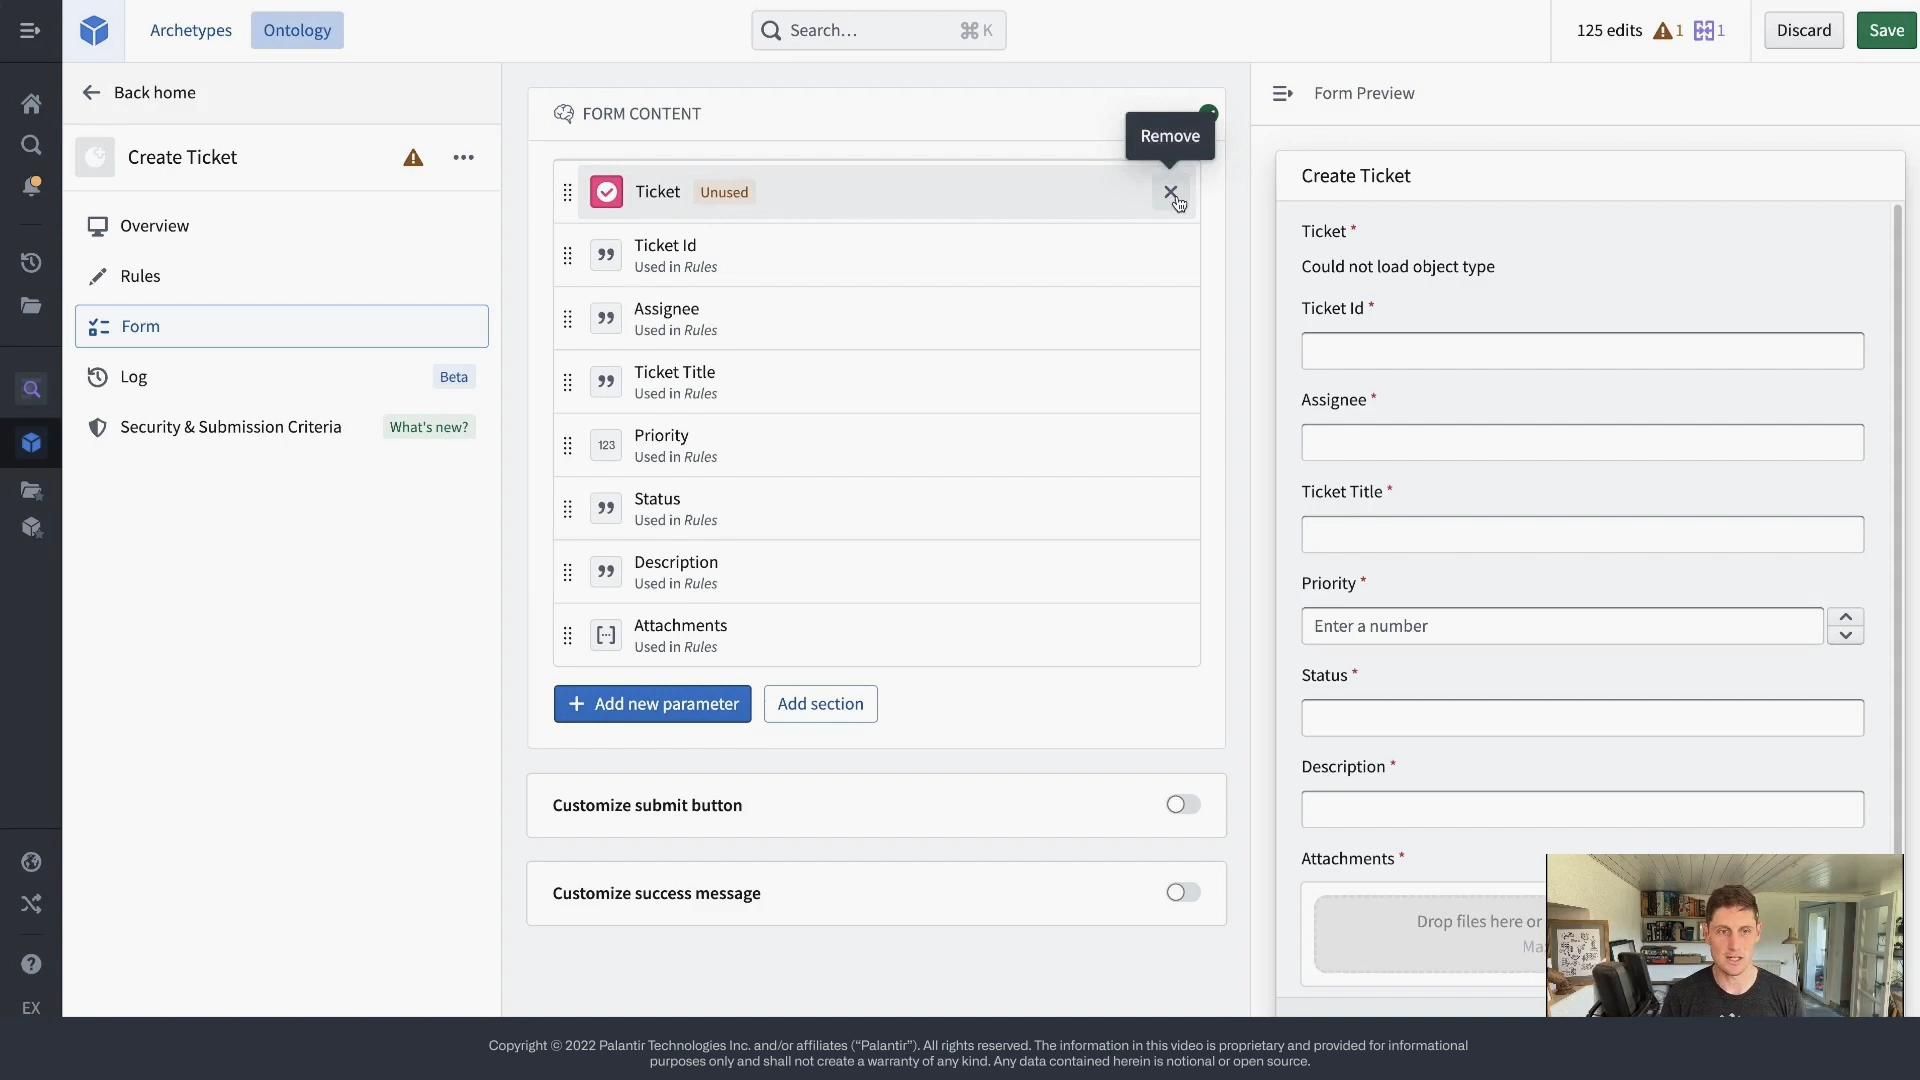 Archetypes
Ontology
Search…
⌘ K
125 edits
1
1
Discard
Save
Back home
Create Ticket
Overview
Rules
Form
Log
Beta
Security & Submission Criteria
What's new?
FORM CONTENT
Remove
Ticket
Unused
Ticket Id
Used in Rules
Assignee
Used in Rules
Ticket Title
Used in Rules
123
Priority
Used in Rules
Status
Used in Rules
Description
Used in Rules
Attachments
Used in Rules
Add new parameter
Add section
Customize submit button
Customize success message
Form Preview
Create Ticket
Ticket *
Could not load object type
Ticket Id *
Assignee *
Ticket Title *
Priority *
Enter a number
Status *
Description *
Attachments *
Drop files here or
EX
Copyright © 2022 Palantir Technologies Inc. and/or affiliates (“Palantir”). All rights reserved. The information in this video is proprietary and provided for informational
purposes only and shall not create a warranty of any kind. Any data contained herein is notional or open source.